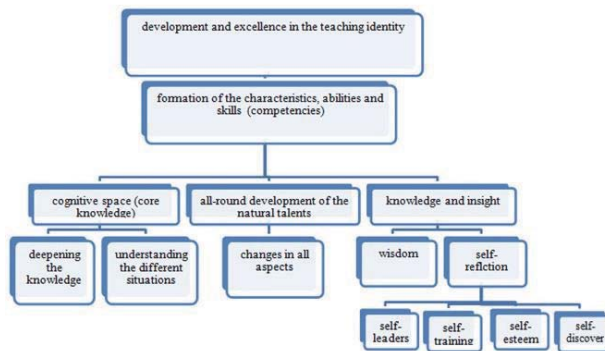 development and excellence in the teaching identity
formation of the characteristics, abilities and
skills (competencies)
cognitive space (core
knowledge)
all-round development of the
natural talents
knowledge and insight
deepening
the
knowledge
understanding
the different
situations
changes in all
aspects
wisdom
self-
reflction
self-
leaders
self-
training
self-
esteem
self-
discover